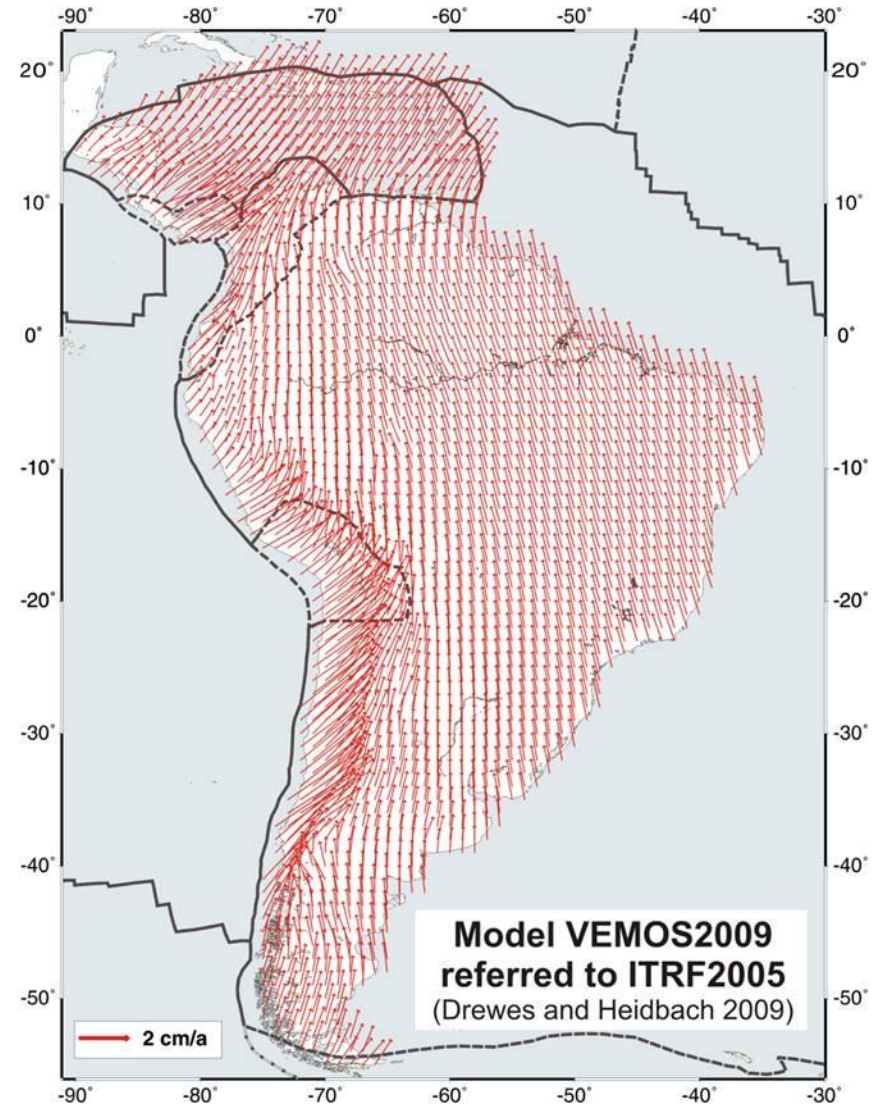 -90° -80° -70° -60° -50° -40° -30°
20° 20°
10° 10°
0° 0°
-10° -10°
-20° -20°
-30° -30°
-40° -40°
Model VEMOS2009
referred to ITRF2005
(Drewes and Heidbach 2009)
-50° -50°
2 cm/a
-90° -80° -70° -60° -50° -40° -30°